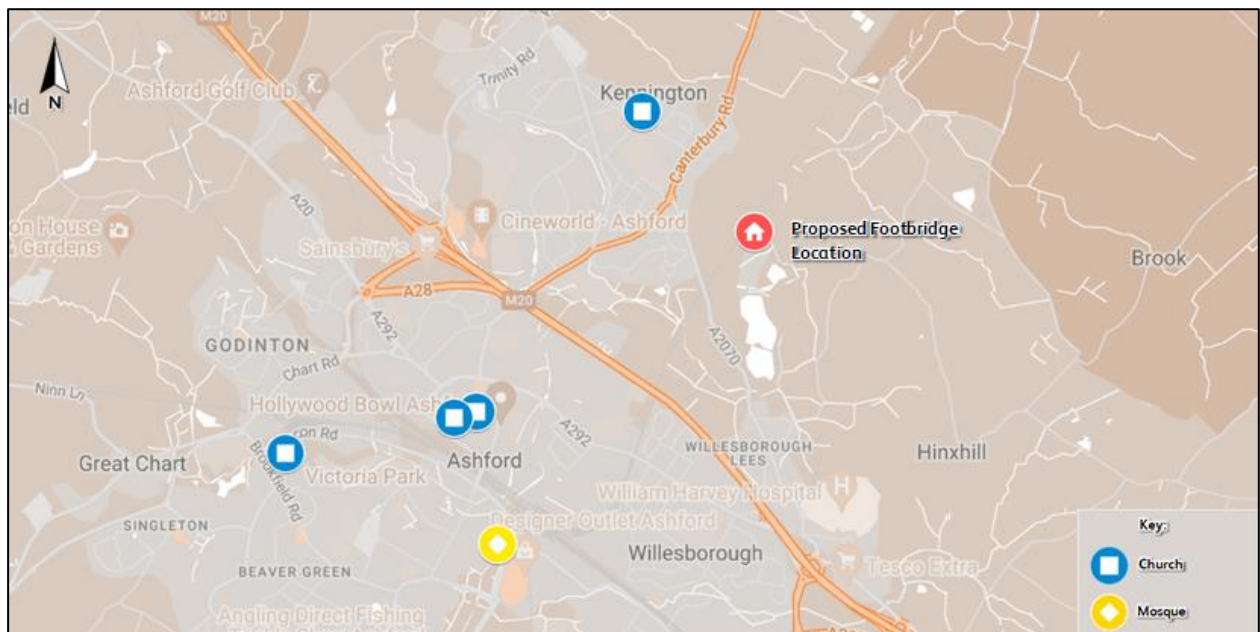 M20
N
Ashford Golf Club
Trinity Rd
Kennington
eld
Canterbury Rd
A20
on House
Gardens
Cineworld - Ashford
Sainsbury's
Proposed Footbridge
Location
Brook
A28
M20
A292
A2070
GODINTON
Chart Rd
Ninn Ln
Hollywood Bowl Ashf
A292
on Rd
Great Chart
Brookfield Rd
Victoria Park
Ashford
WILLESBOROUGH
LEES
Hinxhill
William Harvey Hospital
H
SINGLETON
Designer Outlet Ashford
Willesborough
Key:
BEAVER GREEN
Tesco Extra
Church
Angling Direct Fishing
Mosque